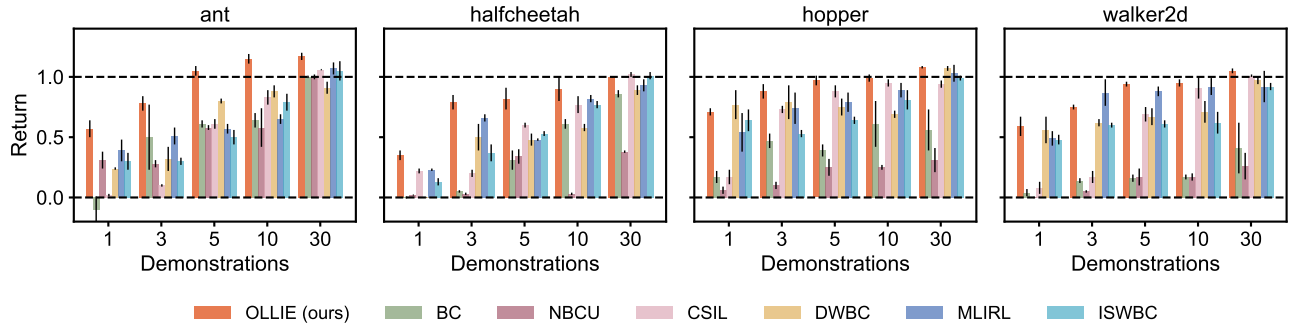 ant
halfcheetah
hopper
walker2d
Return
1.0
0.5
0.0
1 3 5 10 30
1 3 5 10 30
1 3 5 10 30
1 3 5 10 30
Demonstrations
Demonstrations
Demonstrations
Demonstrations
OLLIE (ours) BC NBCU CSIL DWBC MLIRL ISWBC